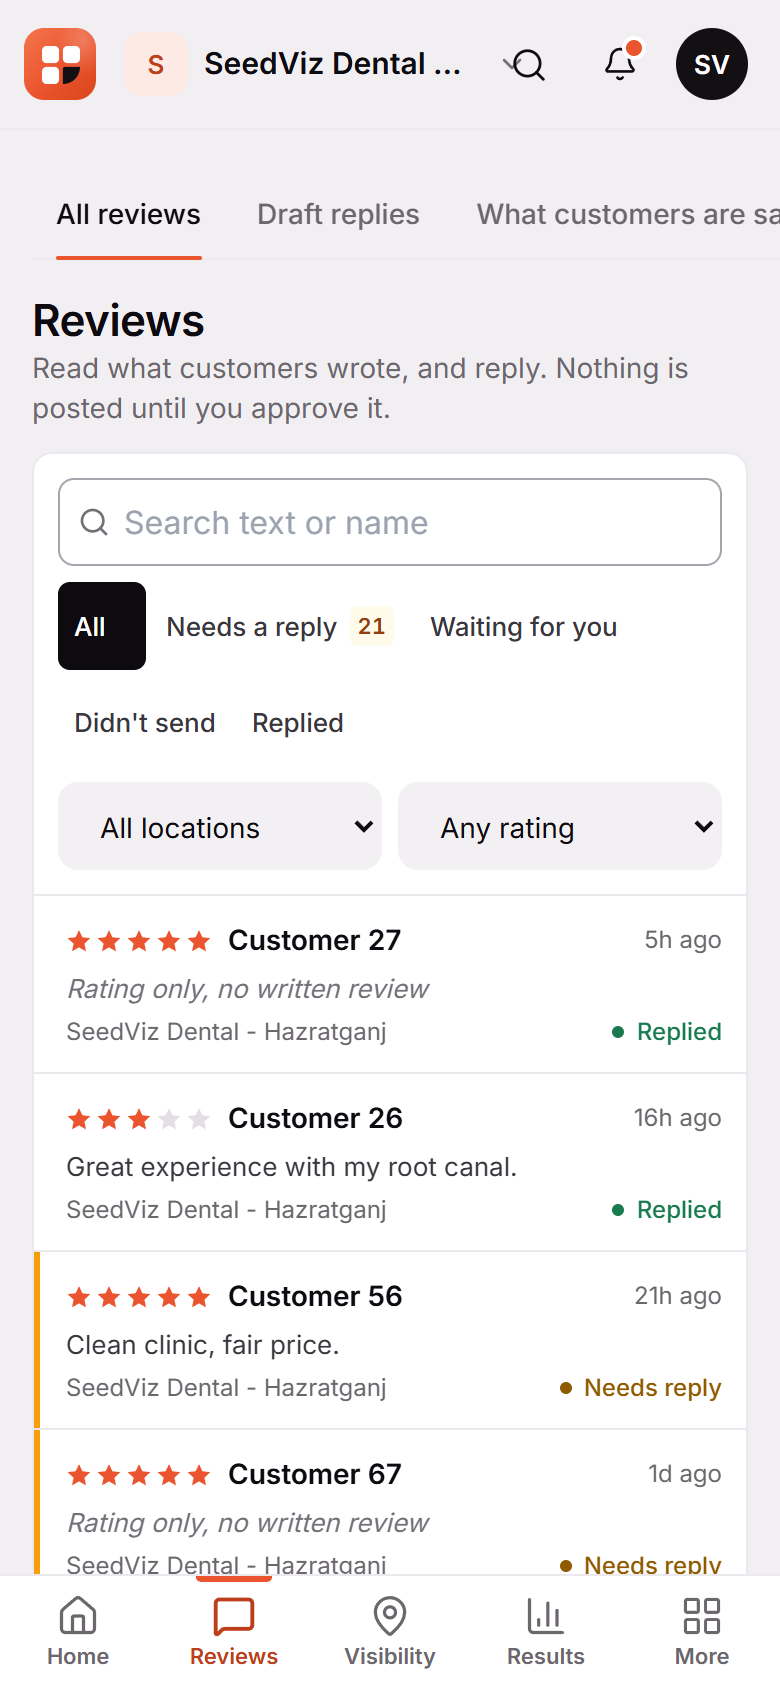 S SeedViz Dental ... SV
All reviews Draft replies What customers are sa
Reviews
Read what customers wrote, and reply. Nothing is
posted until you approve it.
Search text or name
All Needs a reply 21 Waiting for you
Didn't send Replied
All locations Any rating
Customer 27 5h ago
Rating only, no written review
SeedViz Dental - Hazratganj Replied
Customer 26 16h ago
Great experience with my root canal.
SeedViz Dental - Hazratganj Replied
Customer 56 21h ago
Clean clinic, fair price.
SeedViz Dental - Hazratganj Needs reply
Customer 67 1d ago
Rating only, no written review
SeedViz Dental - Hazratganj Needs reply
Home Reviews Visibility Results More